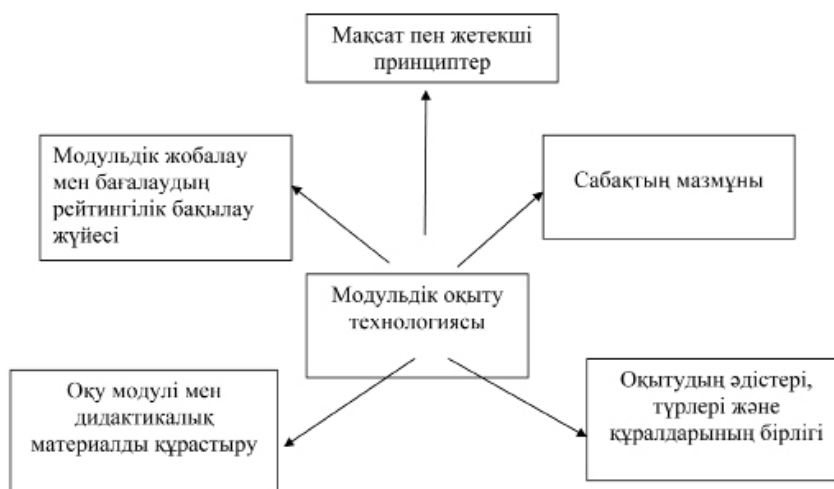 Мақсат пен жетекші
принциптер
Модульдік жобалау
мен бағалаудың
рейтингілік бақылау
жүйесі
Сабақтың мазмұны
Модульдік оқыту
технологиясы
Оқу модулі мен
дидактикалық
материалды құрастыру
Оқытудың әдістері,
түрлері және
құралдарының бірлігі